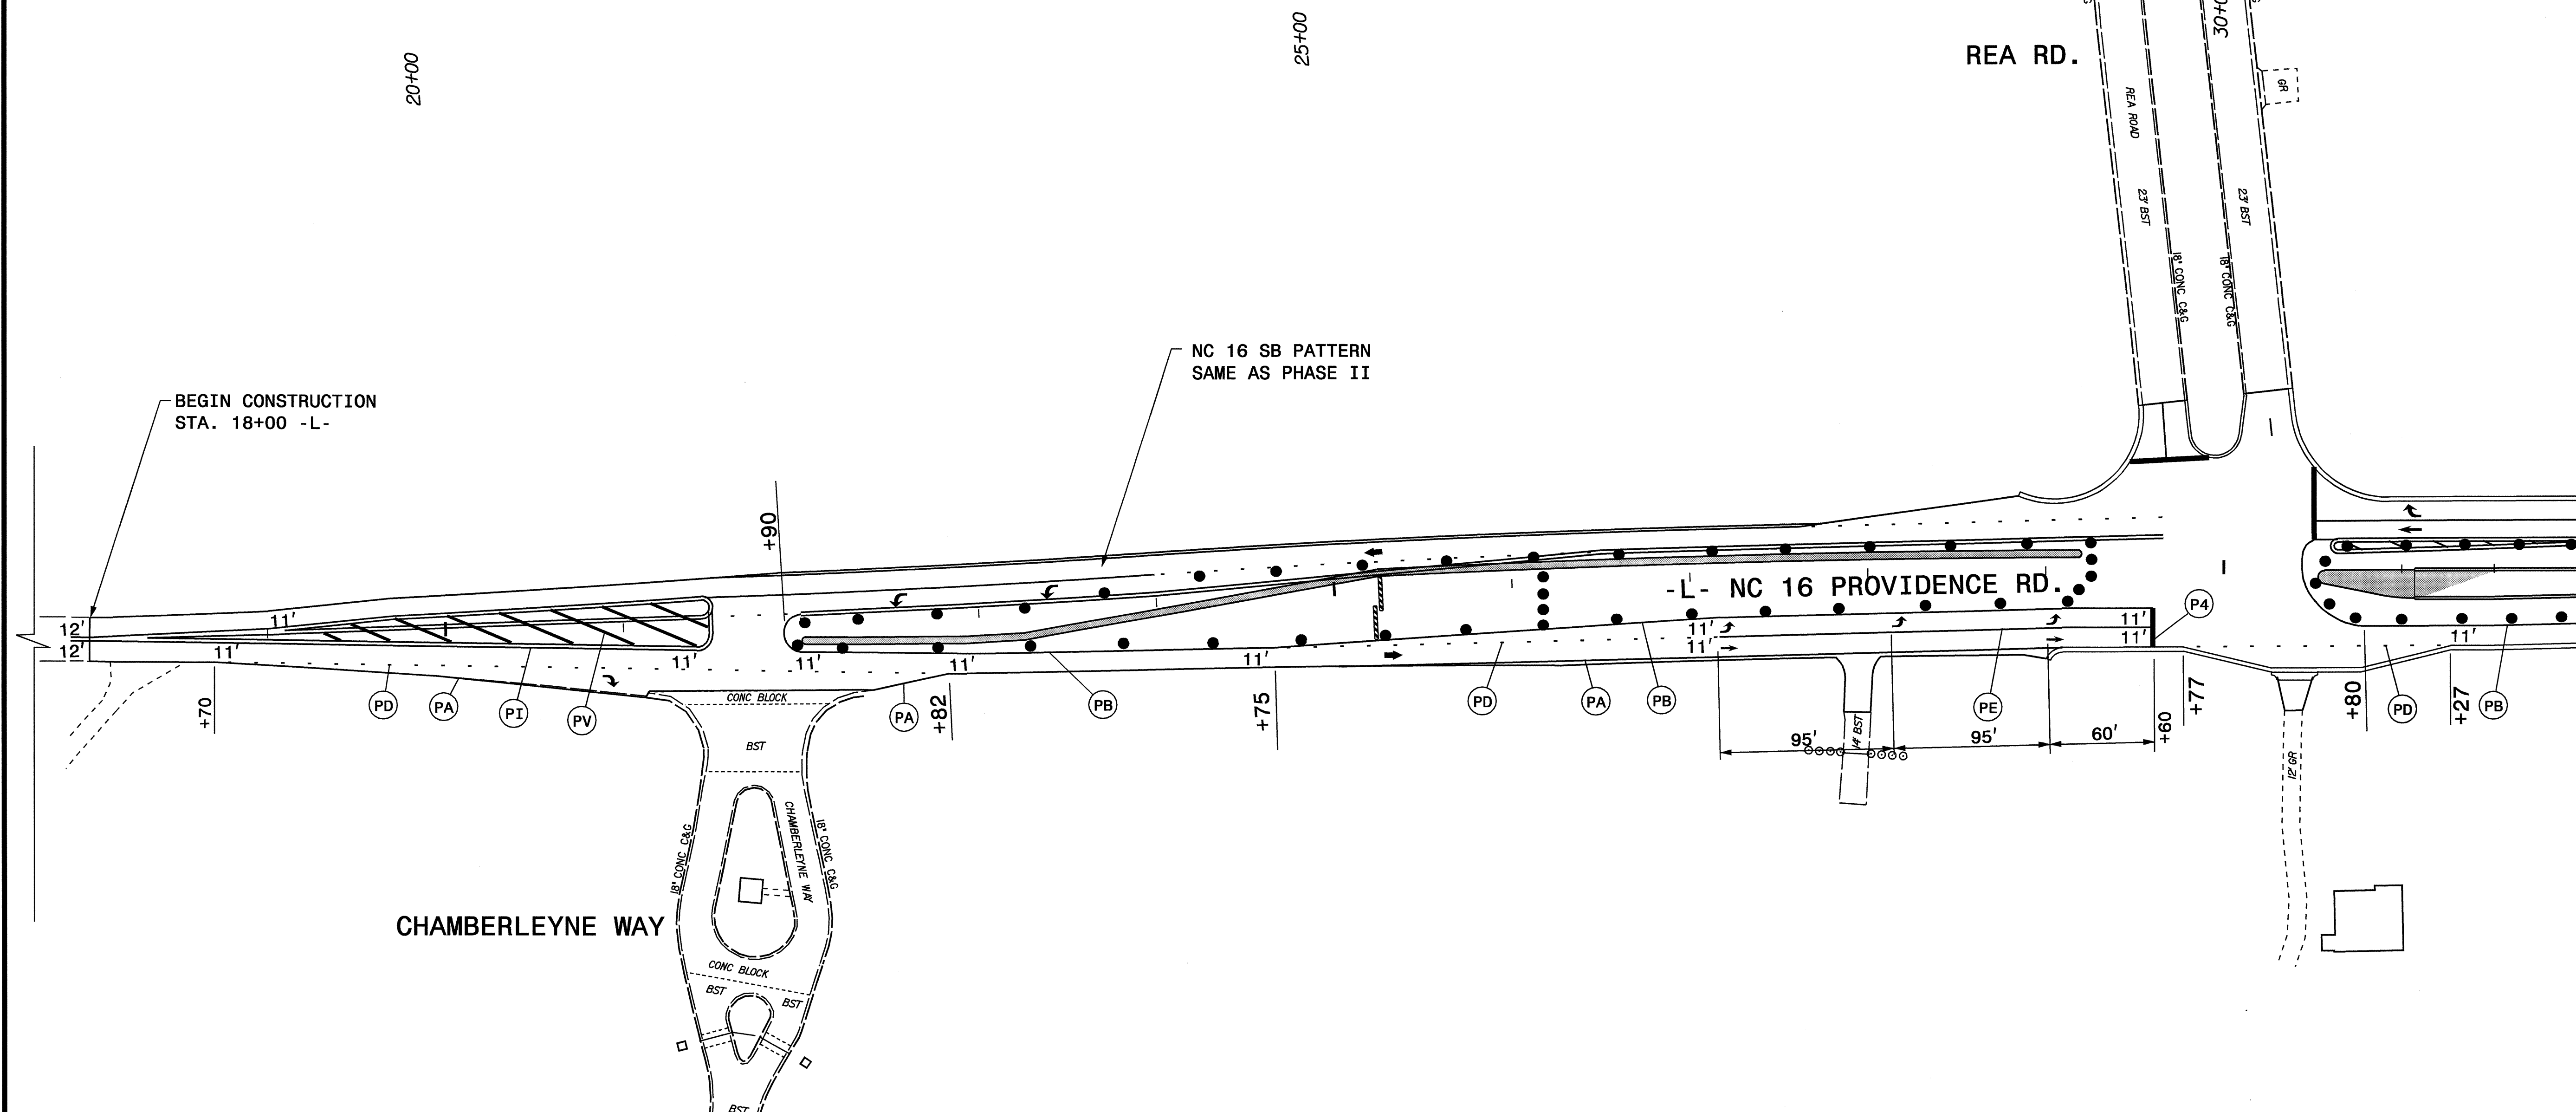 20+00
25+00
30+0
REA RD.
GR
REA ROAD
23' BST
23' BST
18" CONC C&G
18" CONC C&G
NC 16 SB PATTERN
SAME AS PHASE II
BEGIN CONSTRUCTION
STA. 18+00 -L-
+90
12'
12'
11'
11'
11'
11'
11'
11'
-L- NC 16 PROVIDENCE RD.
11'
11'
11'
11'
11'
P4
PD
PA
PI
PV
PA
PB
PD
PA
PB
PE
PD
PB
+70
+82
+75
+60
+77
+80
+27
95'
95'
60'
14' BST
12' GR
CONC BLOCK
BST
CHAMBERLEYNE WAY
18" CONC C&G
18" CONC C&G
CHAMBERLEYNE WAY
CONC BLOCK
BST
BST
BST